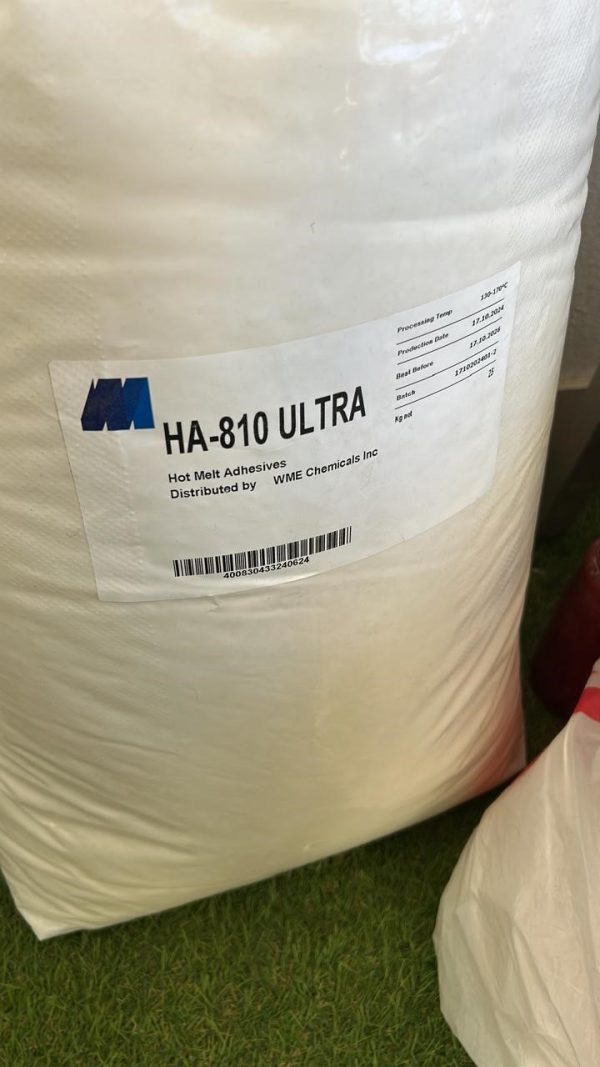 HA-810 ULTRA
Hot Melt Adhesives
Distributed by WME Chemicals Inc
400830433240624
Processing Temp 130-170°C
Production Date 17.10.2024
Best Before 17.10.2026
Batch 1710202401-2
Kg net 25